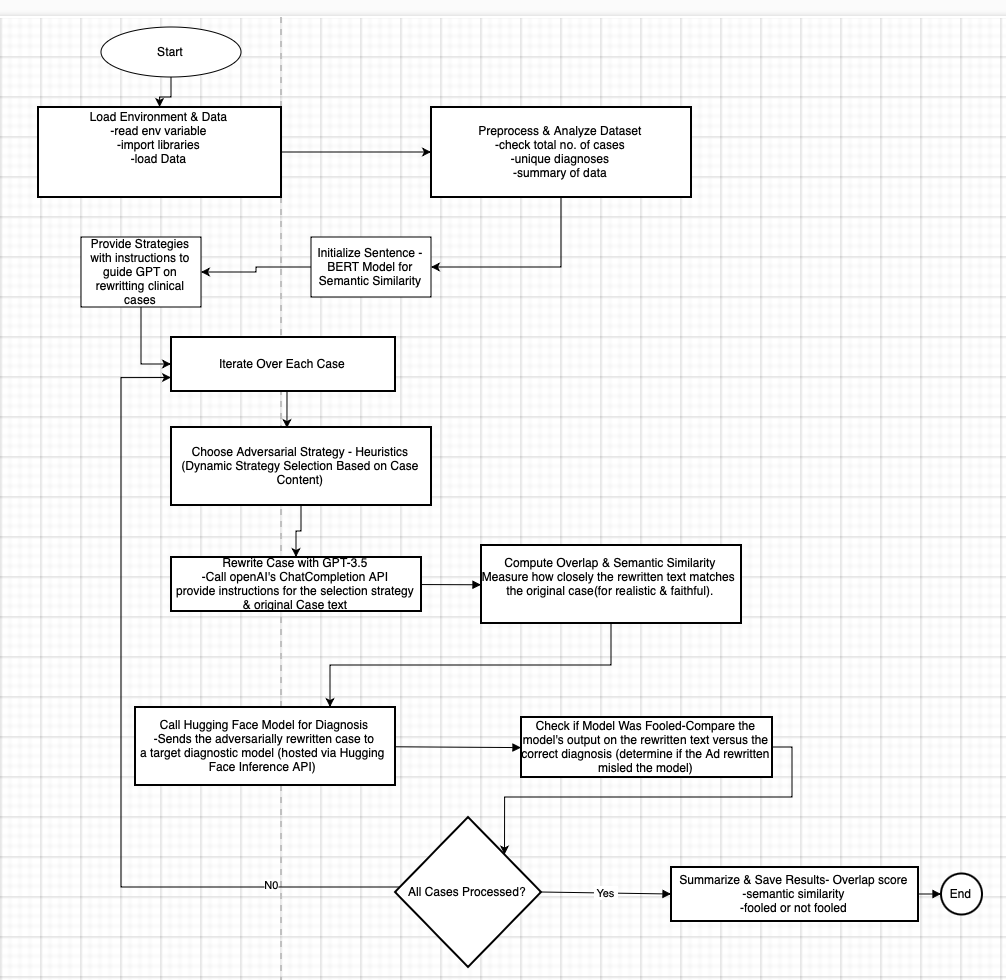 Start
Load Environment & Data
-read env variable
-import libraries
-load Data
Preprocess & Analyze Dataset
-check total no. of cases
-unique diagnoses
-summary of data
Provide Strategies
with instructions to
guide GPT on
rewritting clinical
cases
Initialize Sentence -
BERT Model for
Semantic Similarity
Iterate Over Each Case
Choose Adversarial Strategy - Heuristics
(Dynamic Strategy Selection Based on Case
Content)
Rewrite Case with GPT-3.5
-Call openAI's ChatCompletion API
provide instructions for the selection strategy
& original Case text
Compute Overlap & Semantic Similarity
Measure how closely the rewritten text matches
the original case(for realistic & faithful).
Call Hugging Face Model for Diagnosis
-Sends the adversarially rewritten case to
a target diagnostic model (hosted via Hugging
Face Inference API)
Check if Model Was Fooled-Compare the
model's output on the rewritten text versus the
correct diagnosis (determine if the Ad rewritten
misled the model)
N0
All Cases Processed?
Yes
Summarize & Save Results- Overlap score
-semantic similarity
-fooled or not fooled
End